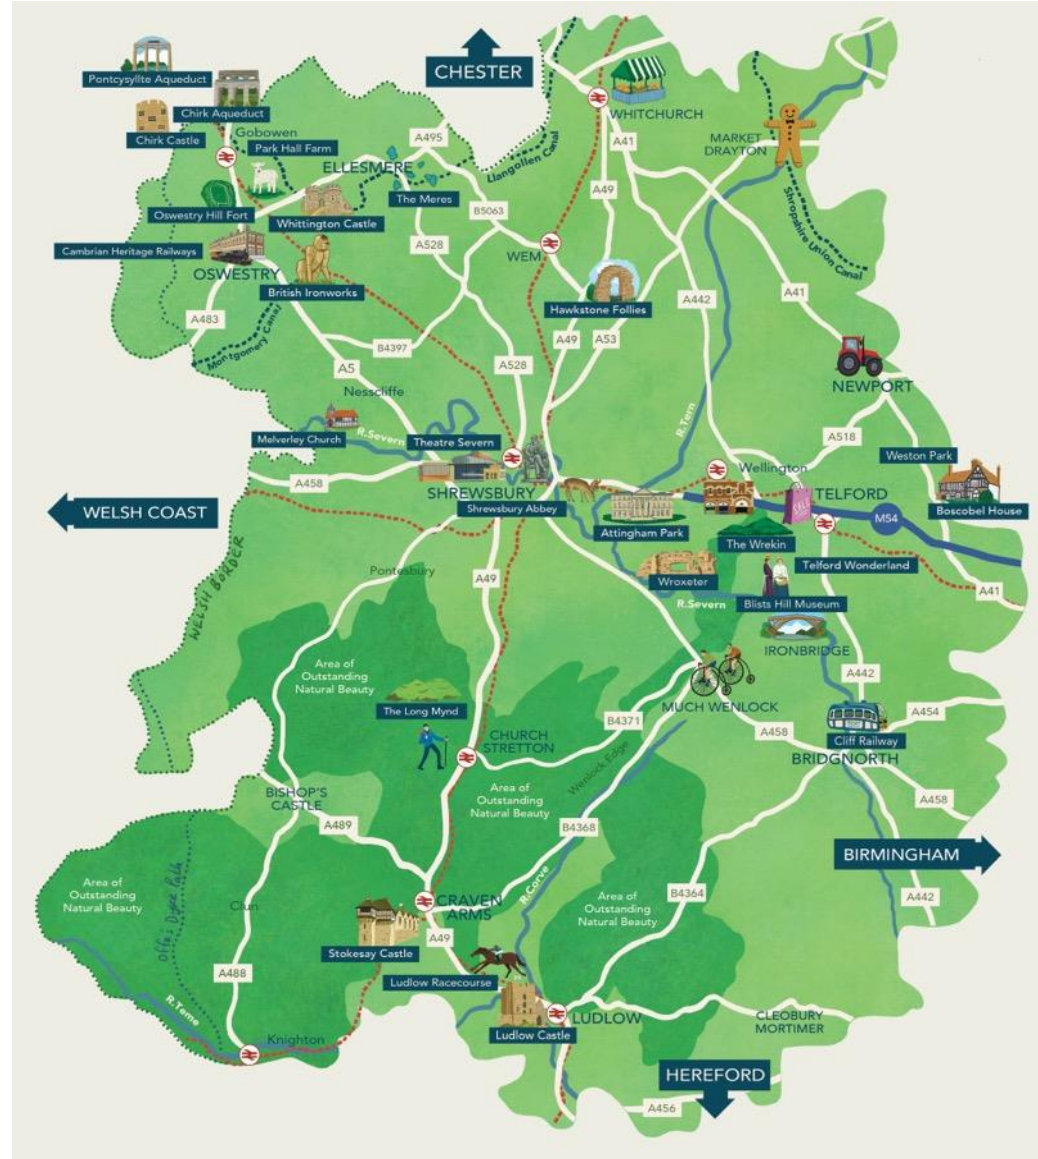 CHESTER
Pontcysyllte Aqueduct
Chirk Aqueduct
Chirk Castle
Gobowen
Park Hall Farm
ELLESMERE
A495
Llangollen Canal
WHITCHURCH
A41
MARKET
DRAYTON
Oswestry Hill Fort
Whittington Castle
The Meres
B5063
A49
Shropshire Union Canal
Cambrian Heritage Railways
OSWESTRY
British Ironworks
A528
WEM
Hawkstone Follies
A442
A41
A483
Montgomery Canal
B4397
A5
A528
A49
A53
Nesscliffe
NEWPORT
R.Tern
Melverley Church
R.Severn
Theatre Severn
A518
Weston Park
A458
SHREWSBURY
Shrewsbury Abbey
Wellington
TELFORD
SALE
Boscobel House
WELSH COAST
Attingham Park
The Wrekin
M54
Telford Wonderland
Wroxeter
R.Severn
Blists Hill Museum
A41
Pontesbury
A49
WELSH BORDER
IRONBRIDGE
Area of
Outstanding
Natural Beauty
The Long Mynd
MUCH WENLOCK
A442
A454
B4371
A458
Cliff Railway
BRIDGNORTH
CHURCH
STRETTON
Wenlock Edge
Area of
Outstanding
Natural Beauty
BISHOP'S
CASTLE
A489
B4368
A458
BIRMINGHAM
Area of
Outstanding
Natural Beauty
Offa's Dyke Path
Clun
CRAVEN
ARMS
R.Corve
Area of
Outstanding
Natural Beauty
B4364
A442
Stokesay Castle
A49
A488
Ludlow Racecourse
R.Teme
Ludlow Castle
LUDLOW
CLEOBURY
MORTIMER
Knighton
HEREFORD
A456